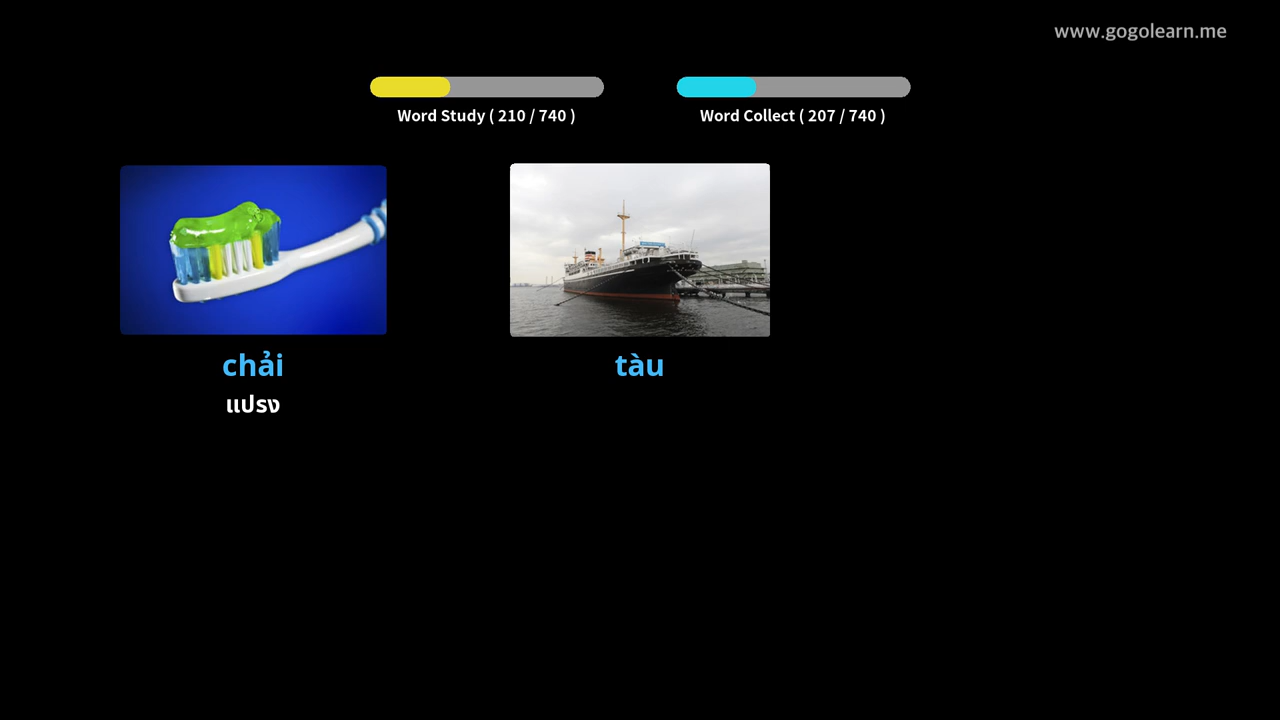 www.gogolearn.me
Word Study ( 210 / 740 )
Word Collect ( 207 / 740 )
chải
แปรง
tàu